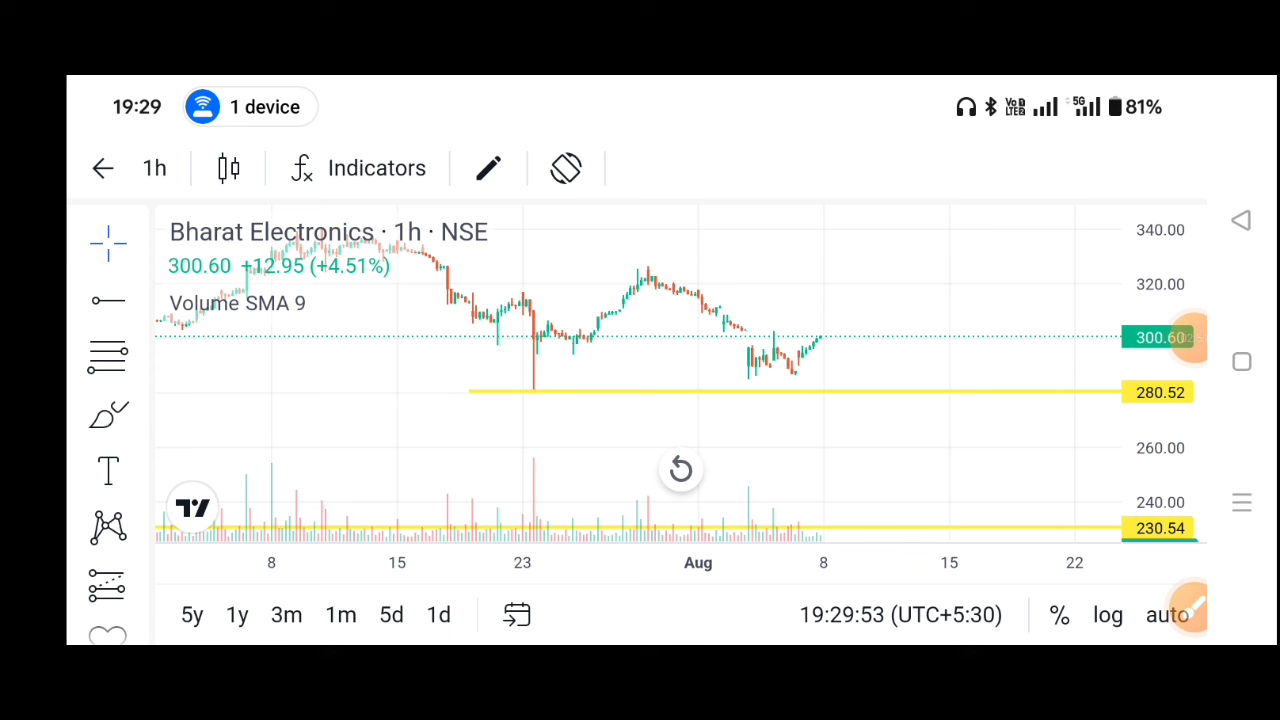 19:29 1 device 81%
1h Indicators
Bharat Electronics · 1h · NSE
300.60 +12.95 (+4.51%)
Volume SMA 9
340.00
320.00
300.60
280.52
260.00
240.00
230.54
8 15 23 Aug 8 15 22
5y 1y 3m 1m 5d 1d 19:29:53 (UTC+5:30) % log auto